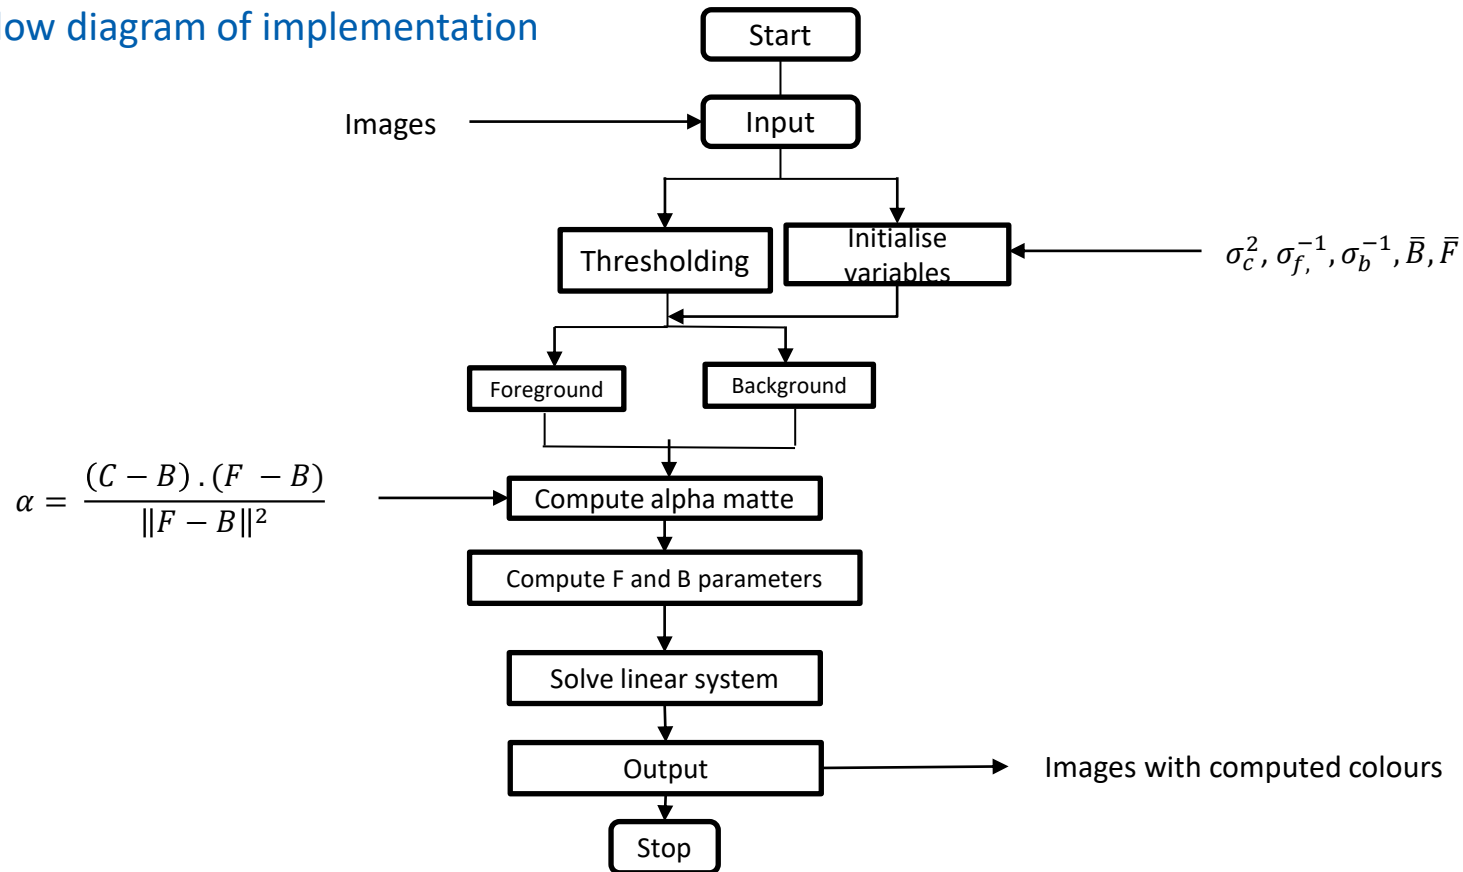 low diagram of implementation
Start
Images
Input
Thresholding
Initialise
variables
σ_c^2, σ_{f,}^{-1}, σ_b^{-1}, B̄, F̄
Foreground
Background
α = (C − B) . (F − B) / ‖F − B‖²
Compute alpha matte
Compute F and B parameters
Solve linear system
Output
Images with computed colours
Stop